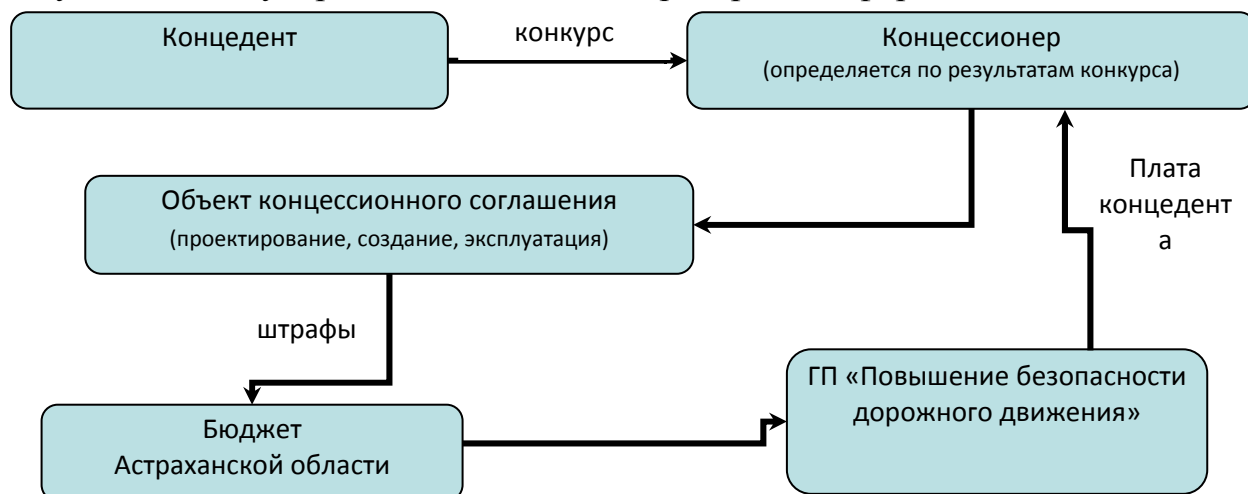 Концедент
конкурс
Концессионер
(определяется по результатам конкурса)
Объект концессионного соглашения
(проектирование, создание, эксплуатация)
Плата
концедент
а
штрафы
ГП «Повышение безопасности
дорожного движения»
Бюджет
Астраханской области